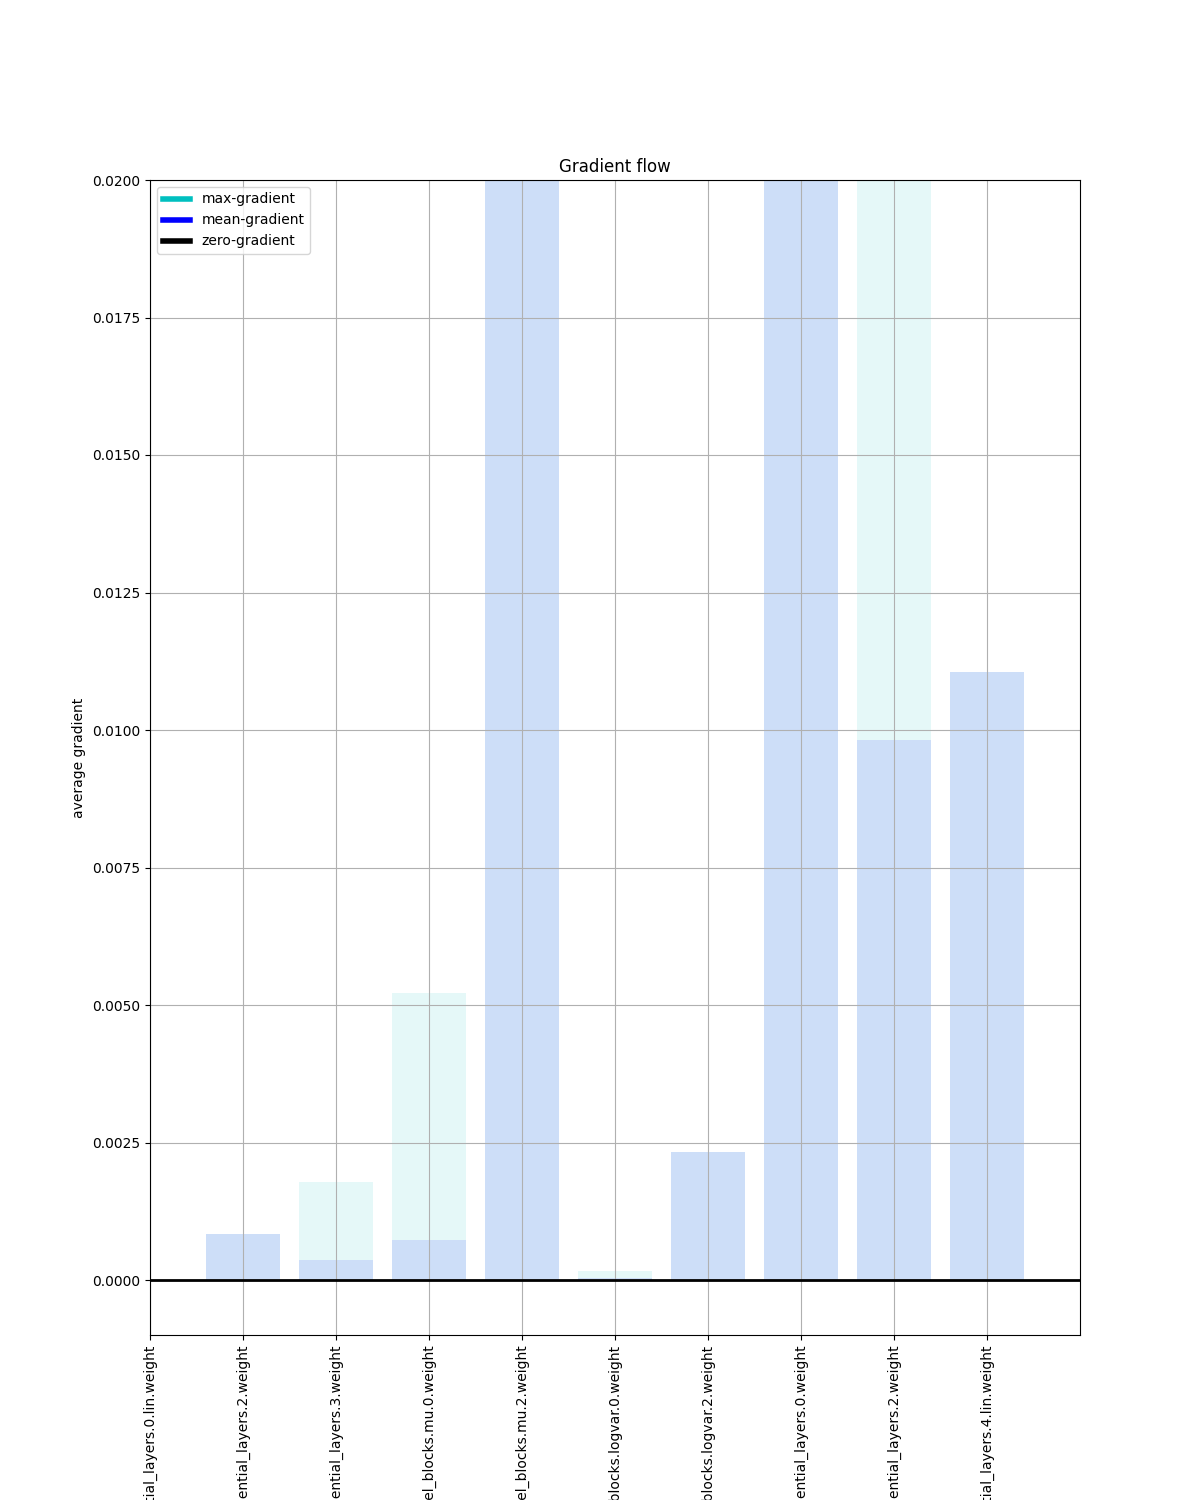 Gradient flow
max-gradient
mean-gradient
zero-gradient
0.0200
0.0175
0.0150
0.0125
0.0100
0.0075
0.0050
0.0025
0.0000
average gradient
tial_layers.0.lin.weight
ential_layers.2.weight
ential_layers.3.weight
el_blocks.mu.0.weight
el_blocks.mu.2.weight
blocks.logvar.0.weight
blocks.logvar.2.weight
ential_layers.0.weight
ential_layers.2.weight
tial_layers.4.lin.weight